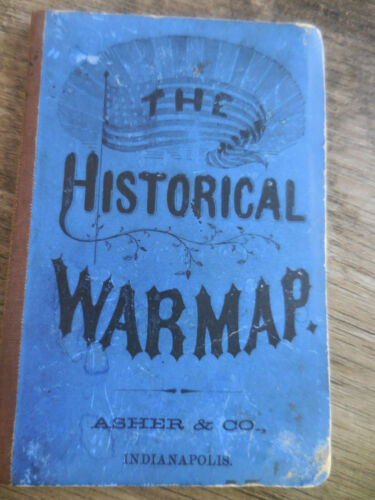 THE
HISTORICAL
WARMAP.
ASHER & CO.,
INDIANAPOLIS.